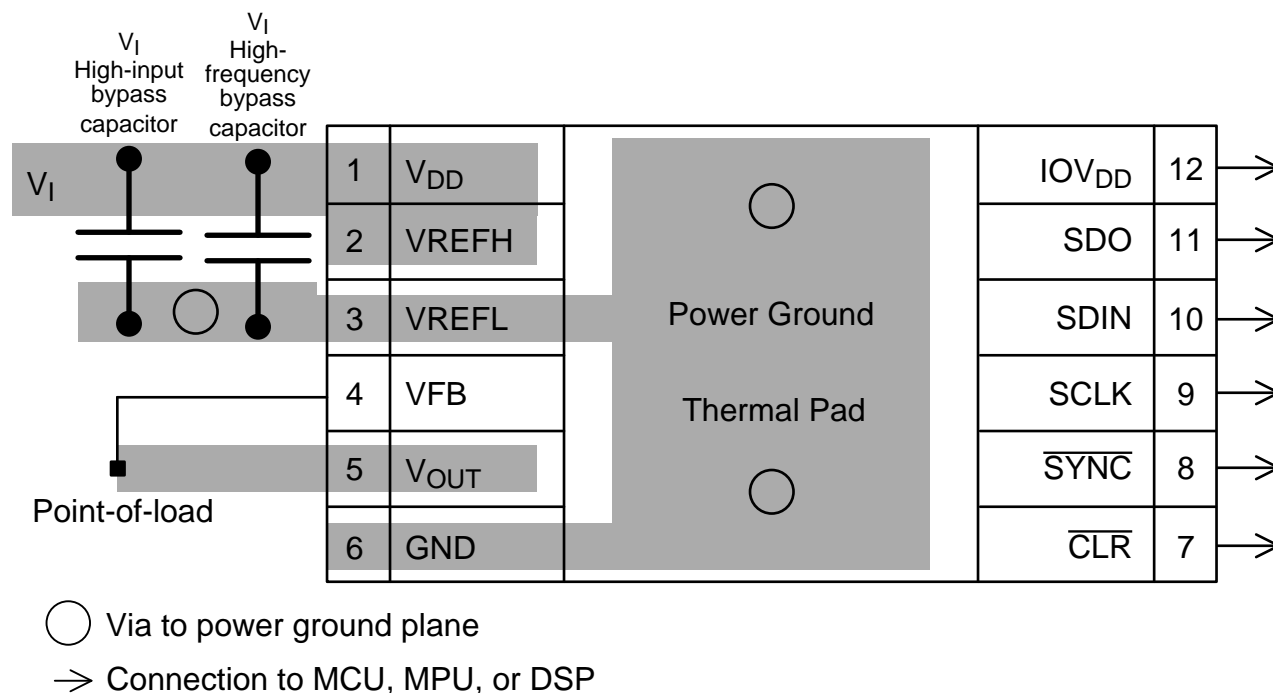 VI
High-input
bypass
capacitor
VI
High-
frequency
bypass
capacitor
VI
1 VDD
2 VREFH
3 VREFL
4 VFB
5 VOUT
6 GND
Power Ground
Thermal Pad
IOVDD 12
SDO 11
SDIN 10
SCLK 9
SYNC 8
CLR 7
Point-of-load
Via to power ground plane
Connection to MCU, MPU, or DSP